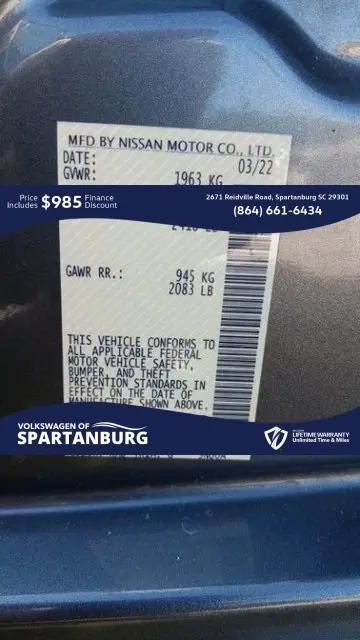 MFD BY NISSAN MOTOR CO., LTD.
DATE: 03/22
GVWR: 1963 KG
Price Includes $985 Finance Discount
2671 Reidville Road, Spartanburg SC 29301
(864) 661-6434
GAWR RR.: 945 KG
2083 LB
THIS VEHICLE CONFORMS TO
ALL APPLICABLE FEDERAL
MOTOR VEHICLE SAFETY,
BUMPER, AND THEFT
PREVENTION STANDARDS IN
EFFECT ON THE DATE OF
MANUFACTURE SHOWN ABOVE.
VOLKSWAGEN OF
SPARTANBURG
LIFETIME WARRANTY
Unlimited Time & Miles